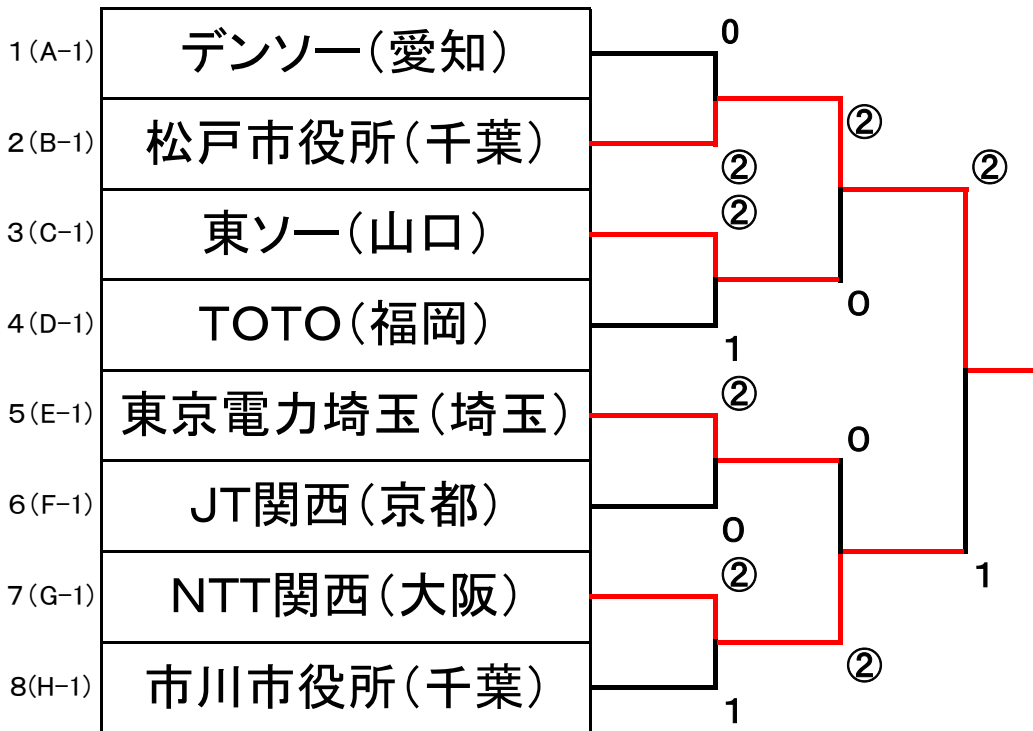 1(A-1) デンソー(愛知) 0
2(B-1) 松戸市役所(千葉) ②
②
②
3(C-1) 東ソー(山口) ②
0
4(D-1) TOTO(福岡) 1
5(E-1) 東京電力埼玉(埼玉) ②
0
6(F-1) JT関西(京都) 0
7(G-1) NTT関西(大阪) ②
1
②
8(H-1) 市川市役所(千葉) 1